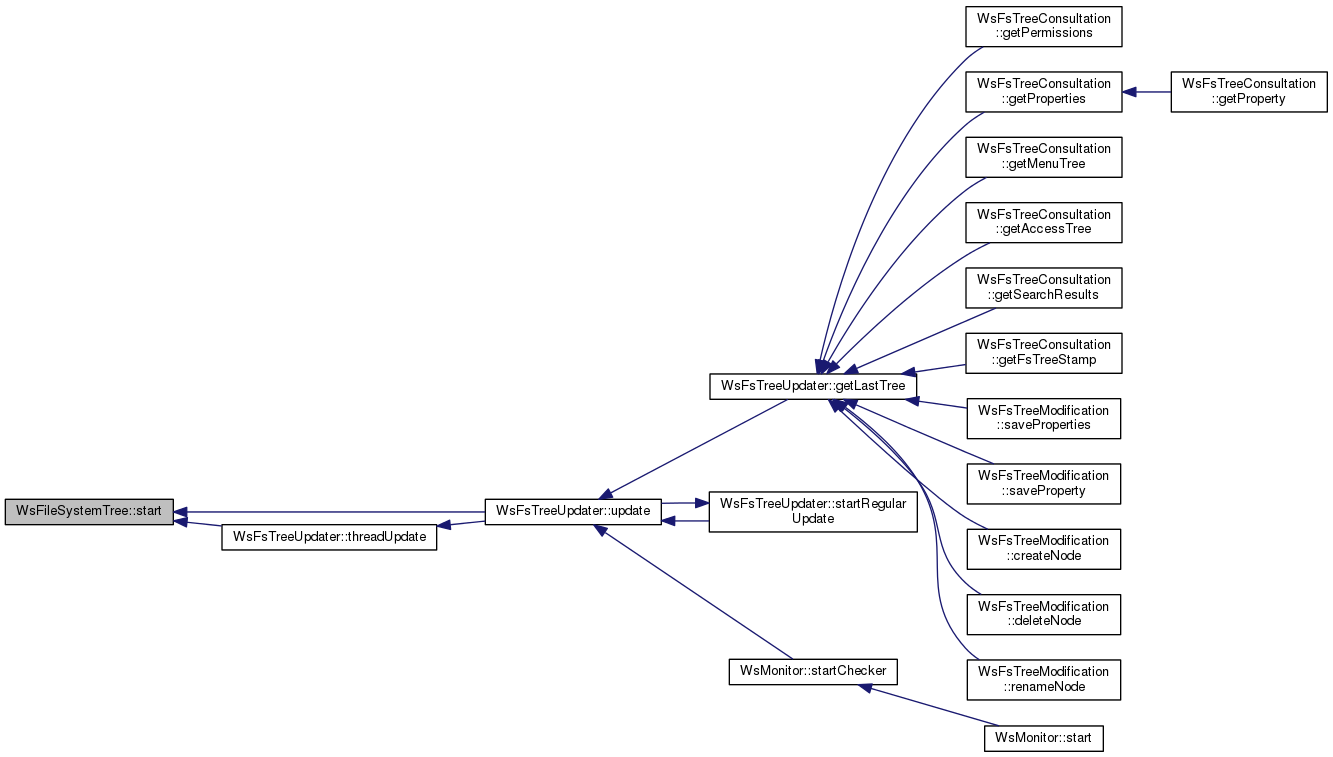 WsFsTreeConsultation
::getPermissions
WsFsTreeConsultation
::getProperties
WsFsTreeConsultation
::getProperty
WsFsTreeConsultation
::getMenuTree
WsFsTreeConsultation
::getAccessTree
WsFsTreeConsultation
::getSearchResults
WsFsTreeConsultation
::getFsTreeStamp
WsFsTreeUpdater::getLastTree
WsFsTreeModification
::saveProperties
WsFsTreeModification
::saveProperty
WsFileSystemTree::start
WsFsTreeUpdater::update
WsFsTreeUpdater::startRegular
Update
WsFsTreeUpdater::threadUpdate
WsFsTreeModification
::createNode
WsFsTreeModification
::deleteNode
WsMonitor::startChecker
WsFsTreeModification
::renameNode
WsMonitor::start